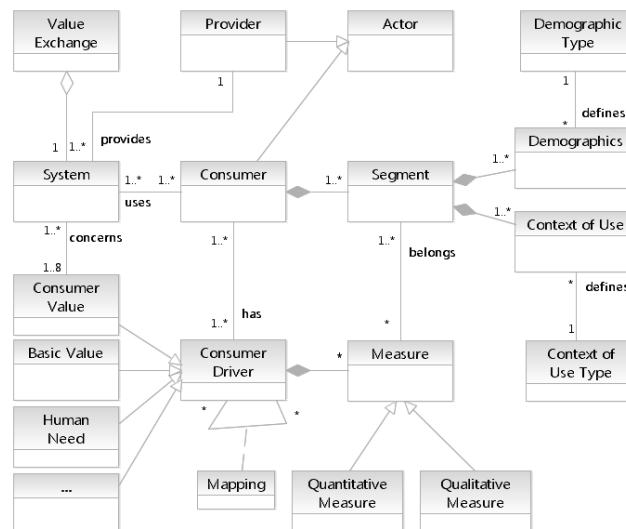 Value
Exchange
Provider
Actor
Demographic
Type
1
1
defines
*
1
1..*
provides
Demographics
1..*
System
1..*
1..*
uses
Consumer
1..*
Segment
1..*
Context of Use
1..*
concerns
1..8
1..*
1..*
belongs
*
defines
1
Consumer
Value
has
1..*
*
Basic Value
Consumer
Driver
*
Measure
Context of
Use Type
*
*
Human
Need
...
Mapping
Quantitative
Measure
Qualitative
Measure